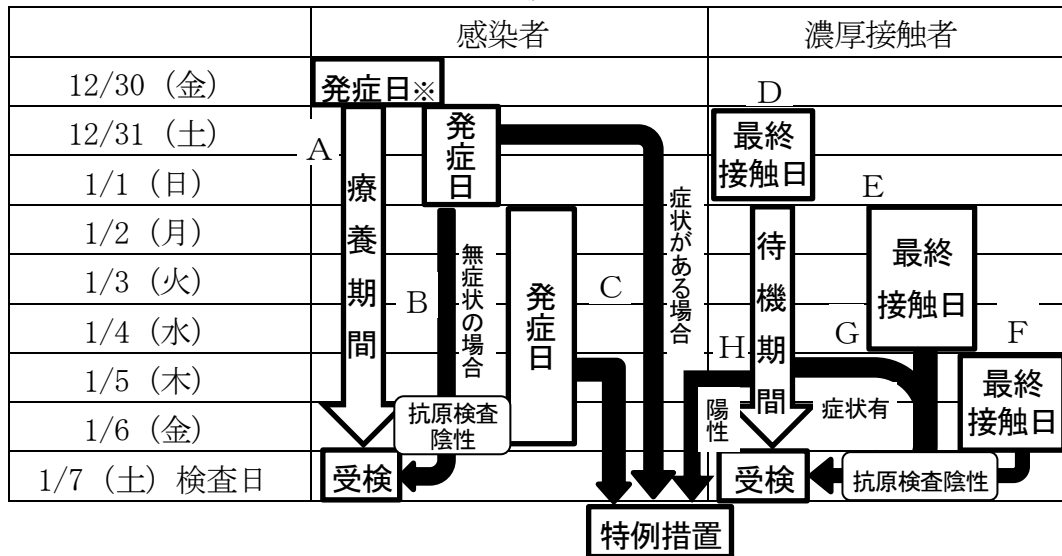 感染者
濃厚接触者
12/30（金）
12/31（土）
1/1（日）
1/2（月）
1/3（火）
1/4（水）
1/5（木）
1/6（金）
1/7（土）検査日
発症日※
A
療養期間
発症日
B
無症状の場合
抗原検査
陰性
受検
発症日
C
症状がある場合
D
最終
接触日
E
待機期間
最終
接触日
F
G
H
最終
接触日
陽性
症状有
受検
抗原検査陰性
特例措置